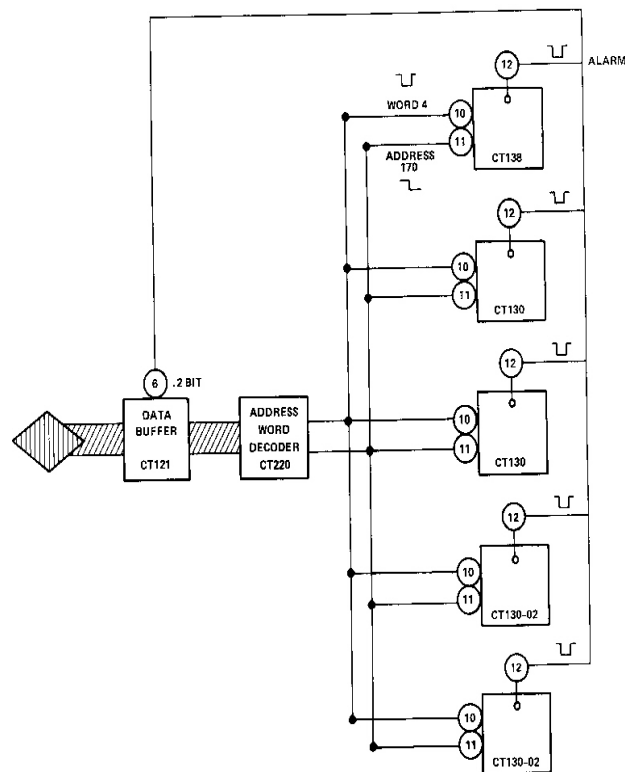 12
ALARM
WORD 4
10
11
CT138
ADDRESS
170
12
10
11
CT130
12
6 .2 BIT
DATA
BUFFER
CT121
ADDRESS
WORD
DECODER
CT220
10
11
CT130
12
10
11
CT130-02
12
10
11
CT130-02